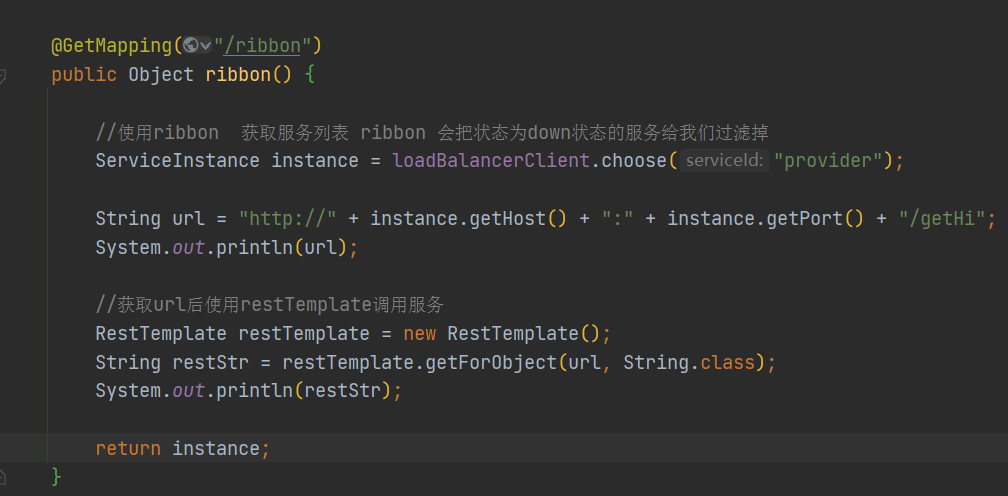 @GetMapping("/ribbon")
public Object ribbon() {
//使用ribbon  获取服务列表 ribbon 会把状态为down状态的服务给我们过滤掉
ServiceInstance instance = loadBalancerClient.choose( serviceId: "provider");
String url = "http://" + instance.getHost() + ":" + instance.getPort() + "/getHi";
System.out.println(url);
//获取url后使用restTemplate调用服务
RestTemplate restTemplate = new RestTemplate();
String restStr = restTemplate.getForObject(url, String.class);
System.out.println(restStr);
return instance;
}